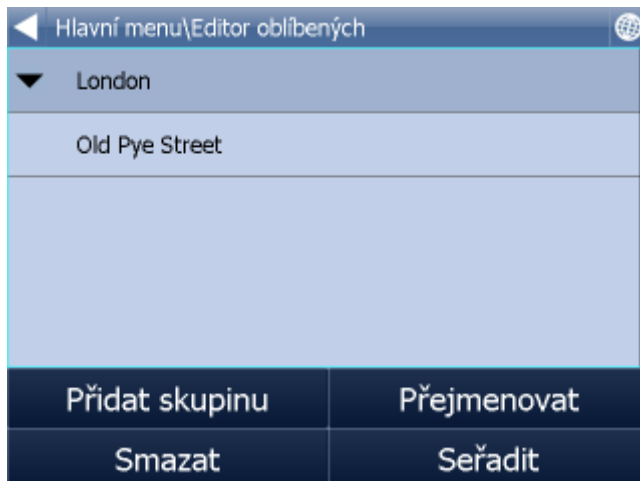 Hlavní menu\Editor oblíbených
London
Old Pye Street
Přidat skupinu
Přejmenovat
Smazat
Seřadit